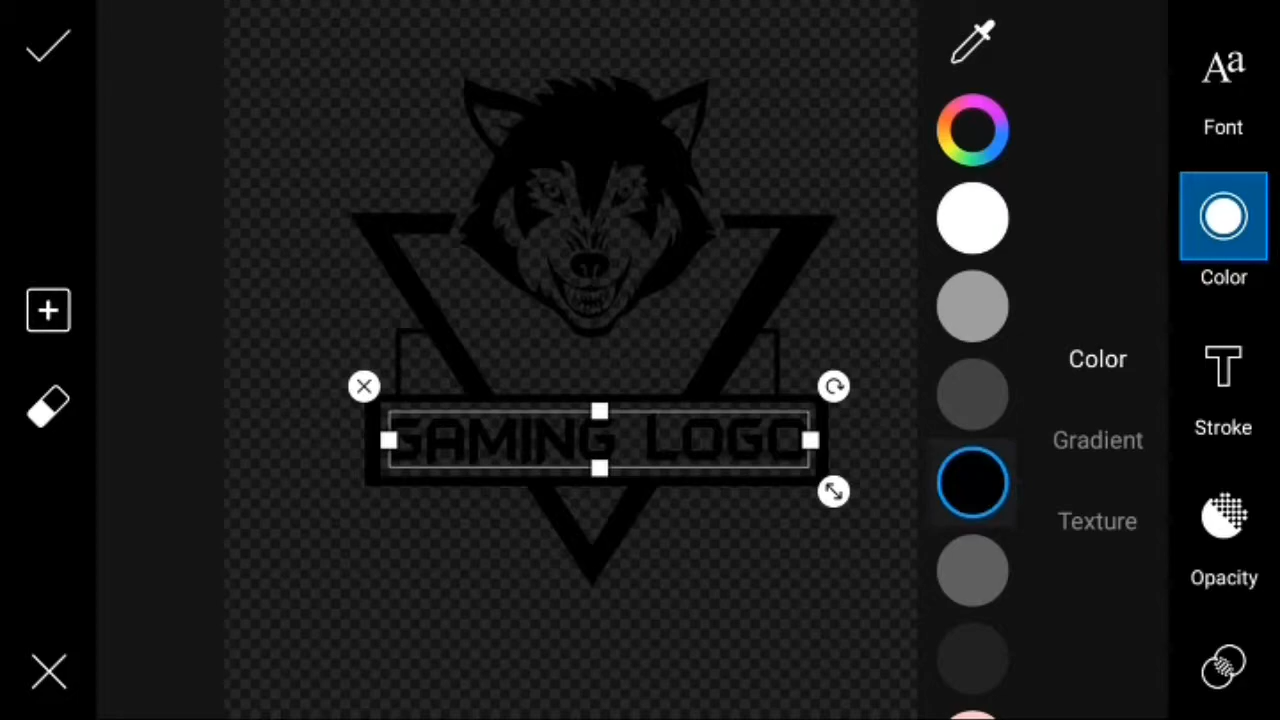 Aa
Font
Color
Color
T
Stroke
Gradient
GAMING LOGO
Texture
Opacity